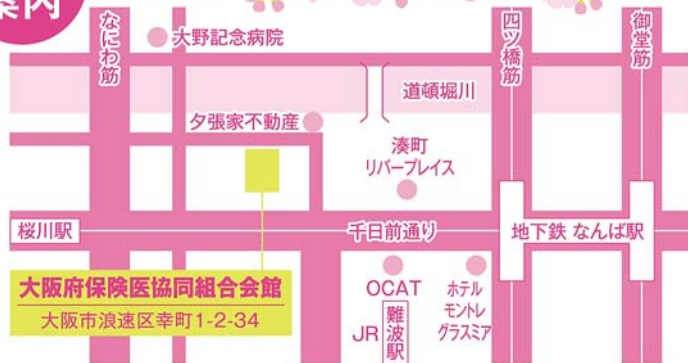 案内
なにわ筋
大野記念病院
四ツ橋筋
御堂筋
道頓堀川
夕張家不動産
湊町
リバープレイス
桜川駅
千日前通り
地下鉄 なんば駅
大阪府保険医協同組合会館
大阪市浪速区幸町1-2-34
OCAT
JR難波駅
ホテル
モントレ
グラスミア